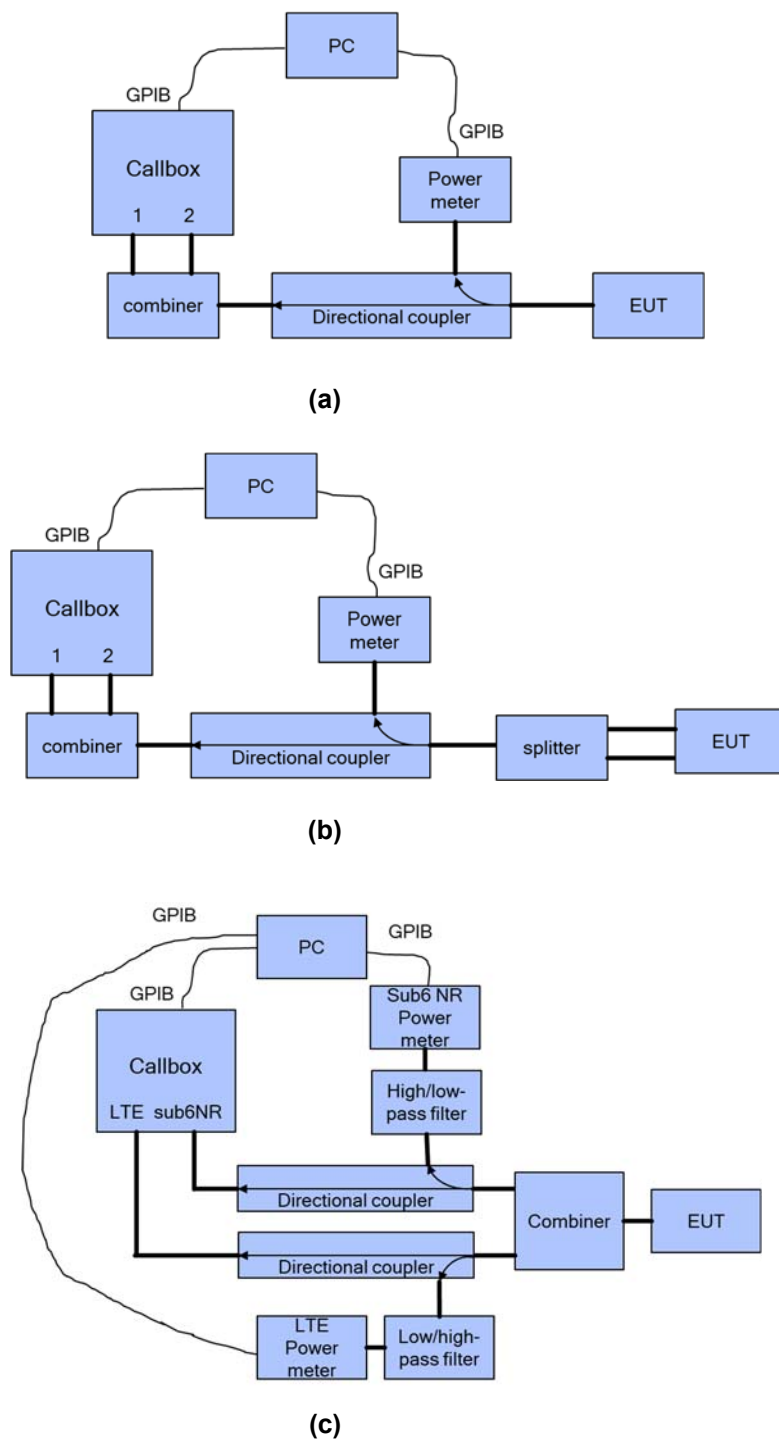 PC
GPIB
GPIB
Callbox
1 2
Power
meter
combiner
Directional coupler
EUT
(a)
PC
GPIB
GPIB
Callbox
1 2
Power
meter
combiner
Directional coupler
splitter
EUT
(b)
GPIB
PC
GPIB
GPIB
Sub6 NR
Power
meter
Callbox
LTE sub6NR
High/low-
pass filter
Directional coupler
Combiner
EUT
Directional coupler
LTE
Power
meter
Low/high-
pass filter
(c)